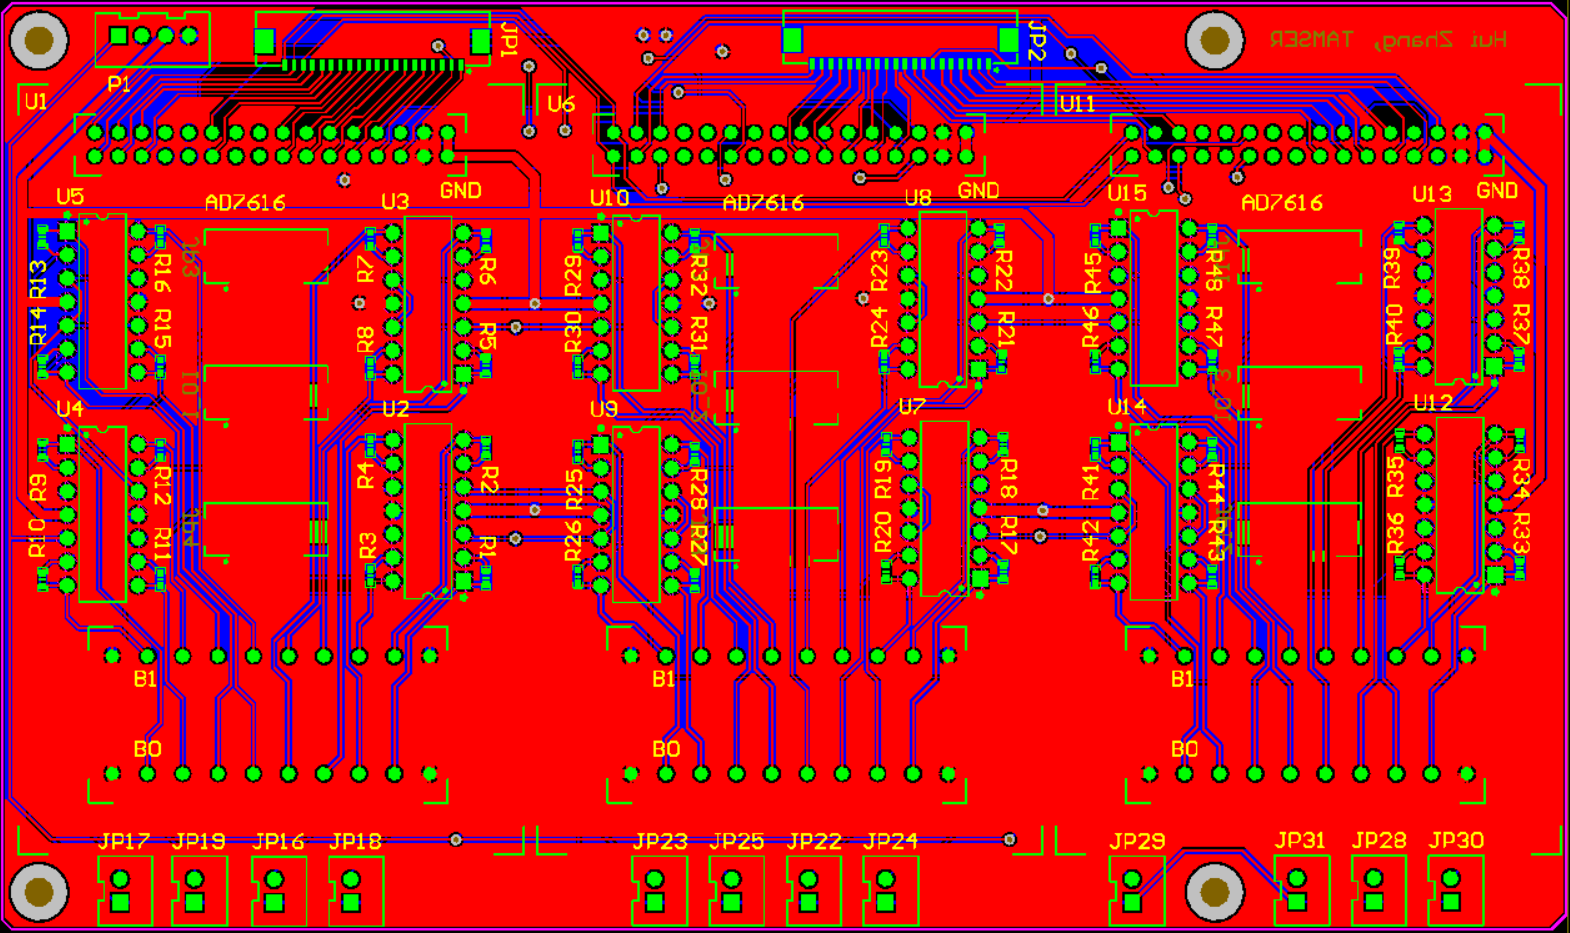 JP1
JP2
Hui Zhang, TAMSER
P1
U1
U6
U11
U5
AD7616
U3
GND
U10
AD7616
U8
GND
U15
AD7616
U13
GND
R13
R16
JP3
R7
R6
R29
R32
R23
R22
R45
R48
R39
R38
R14
R15
R8
R5
R30
R31
R24
R21
R46
R47
R40
R37
U4
U2
U9
U7
U14
U12
R9
R12
R4
R2
R25
R28
R19
R18
R41
R44
R35
R34
R10
R11
R3
R1
R26
R27
R20
R17
R42
R43
R36
R33
B1
B1
B1
B0
B0
B0
JP17 JP19 JP16 JP18
JP23 JP25 JP22 JP24
JP29
JP31 JP28 JP30